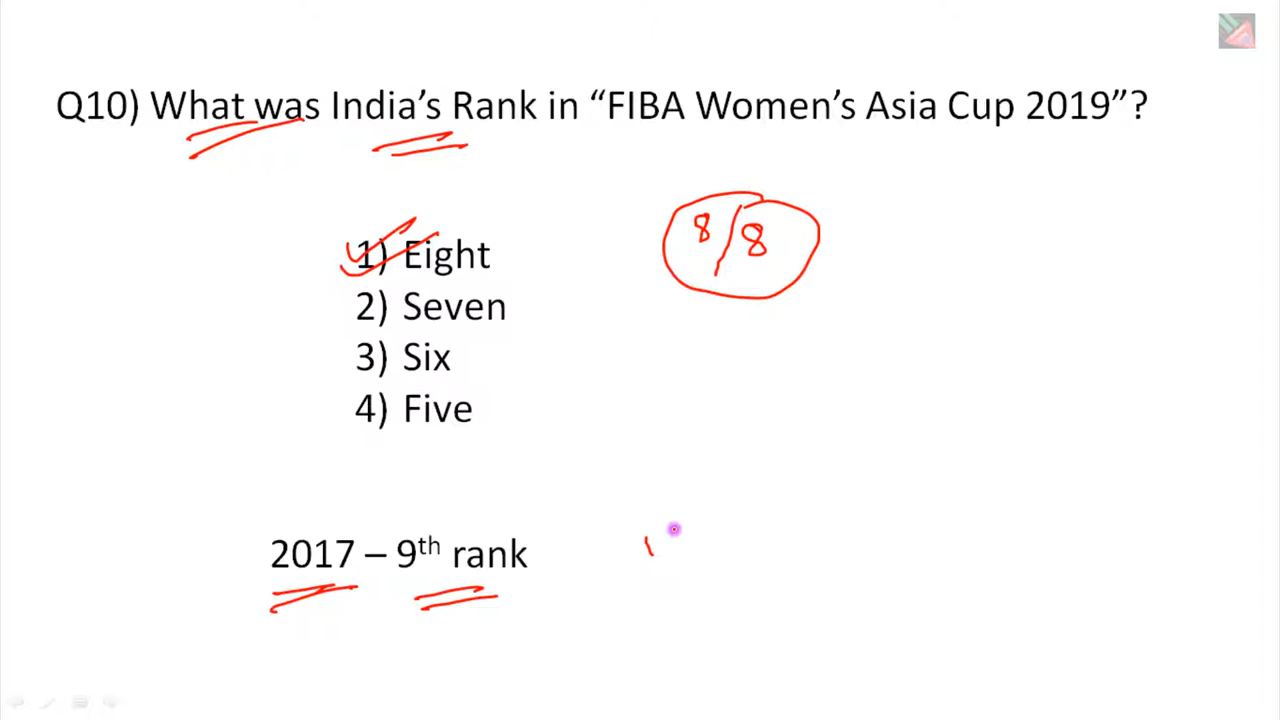 Q10) What was India's Rank in “FIBA Women's Asia Cup 2019”?
1) Eight
8/8
2) Seven
3) Six
4) Five
2017 – 9th rank